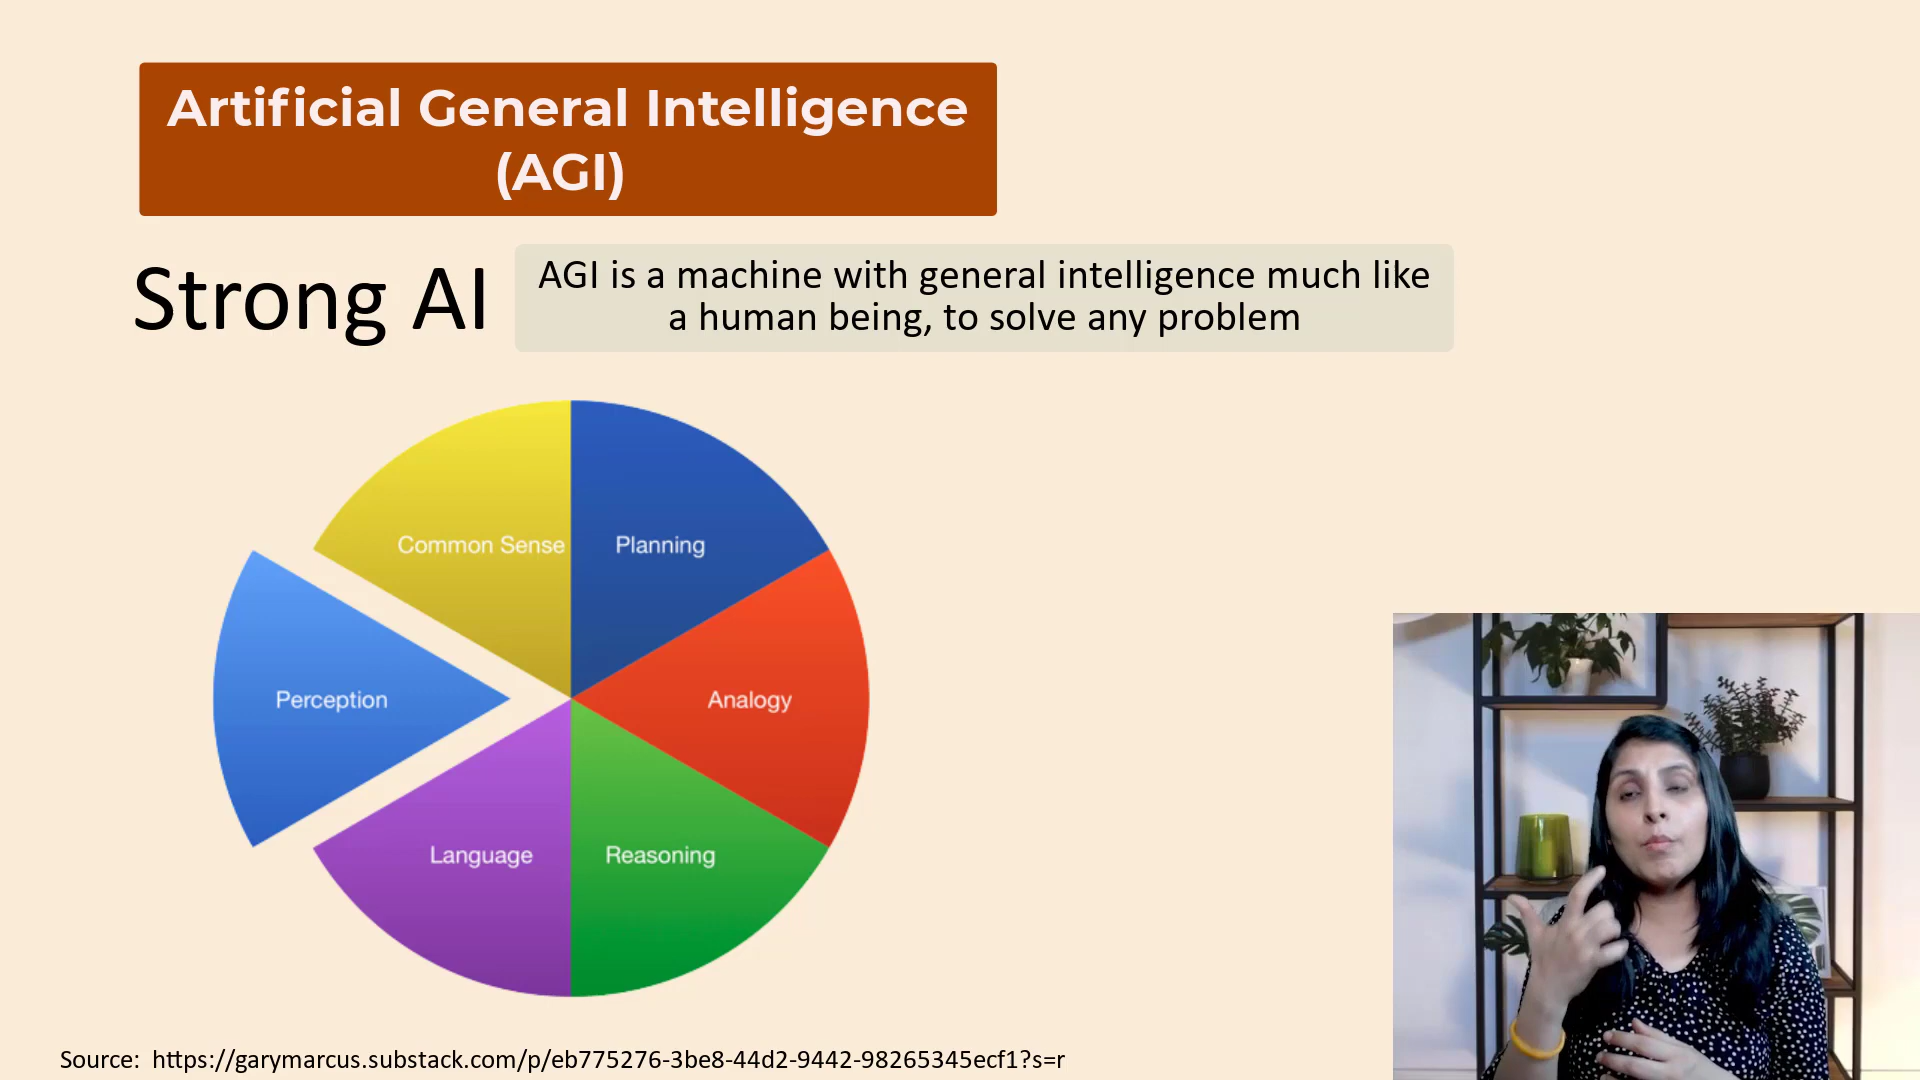 Artificial General Intelligence
(AGI)
Strong AI
AGI is a machine with general intelligence much like
a human being, to solve any problem
Common Sense
Planning
Perception
Analogy
Language
Reasoning
Source: https://garymarcus.substack.com/p/eb775276-3be8-44d2-9442-98265345ecf1?s=r